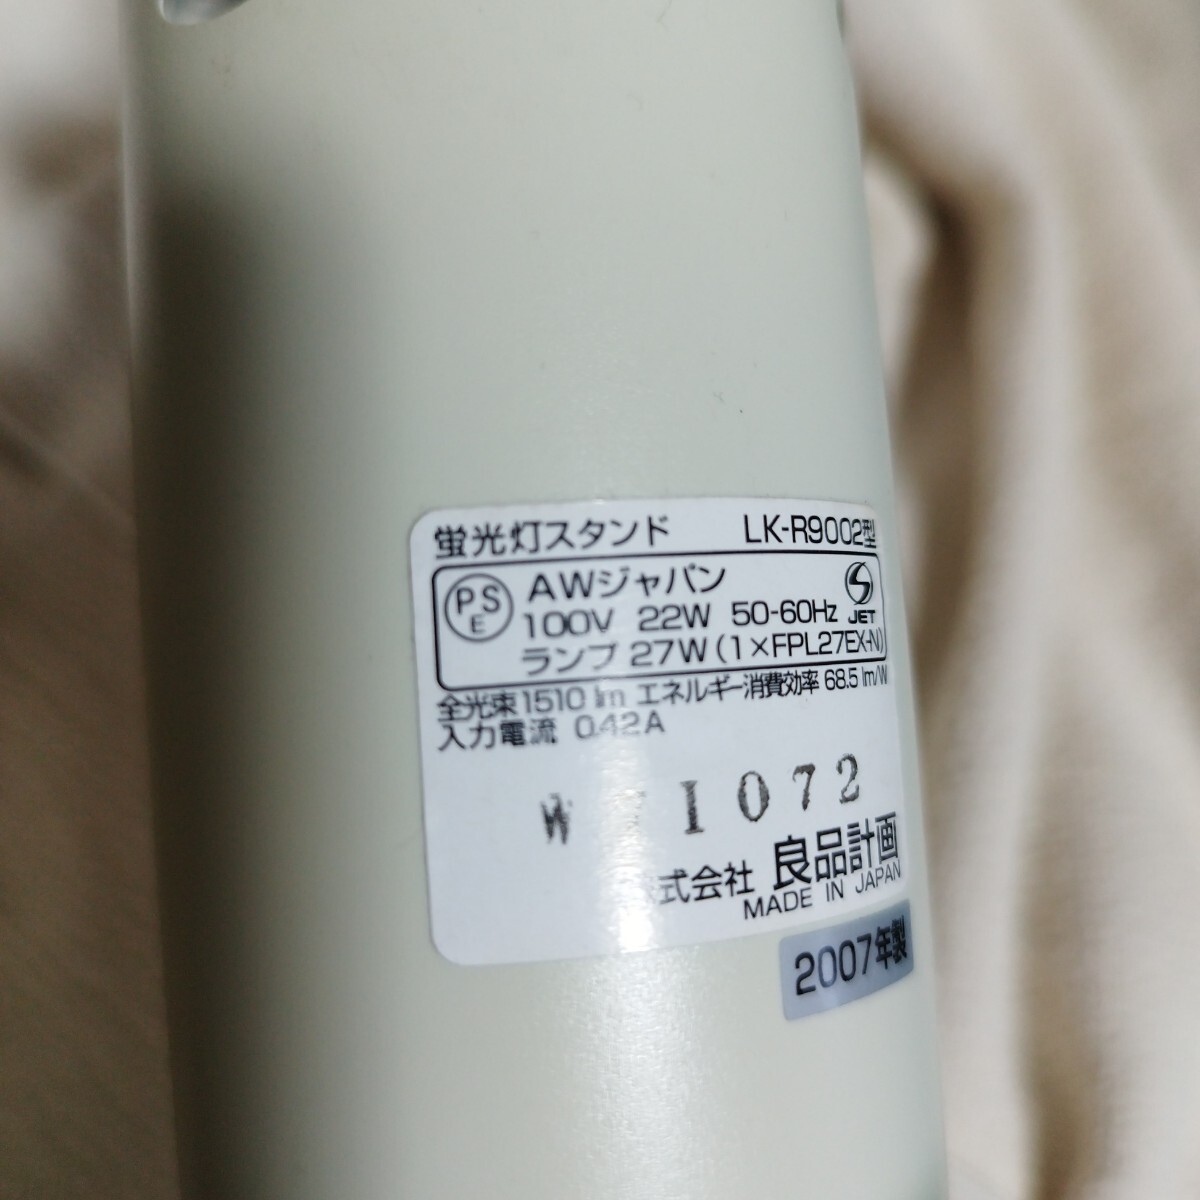 蛍光灯スタンド LK-R9002型
PSE AWジャパン
100V 22W 50-60Hz JET
ランプ 27W (1×FPL27EX-N)
全光束1510 lm エネルギー消費効率 68.5 lm/W
入力電流 0.42A
W 1072
式会社 良品計画
MADE IN JAPAN
2007年製